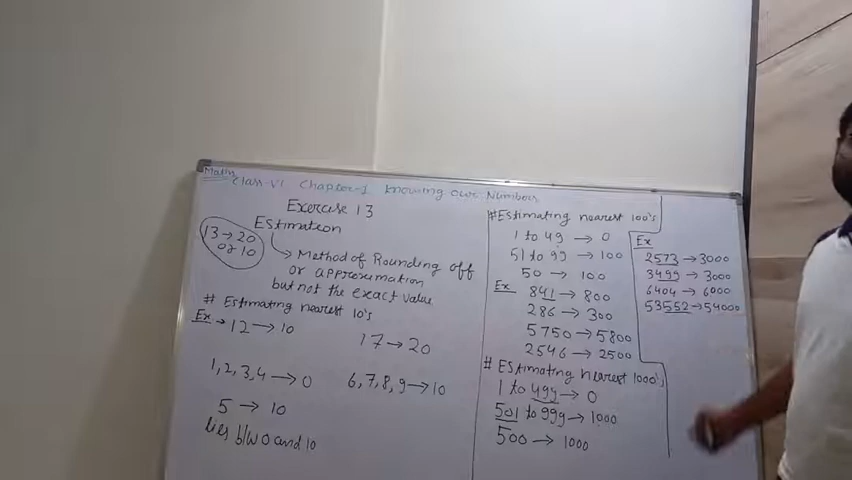 Maths
Class-VI Chapter-1 Knowing Our Numbers
Exercise 1.3
Estimation
13→20
or 10
Method of Rounding off
or approximation
but not the exact value
# Estimating nearest 10's
Ex → 12 → 10
17 → 20
1,2,3,4 → 0
6,7,8,9 → 10
5 → 10
lies b/w 0 and 10
# Estimating nearest 100's
1 to 49 → 0
51 to 99 → 100
50 → 100
Ex
841 → 800
286 → 300
5750 → 5800
2546 → 2500
# Estimating nearest 1000's
1 to 499 → 0
501 to 999 → 1000
500 → 1000
Ex
2573 → 3000
3499 → 3000
6404 → 6000
53552 → 54000